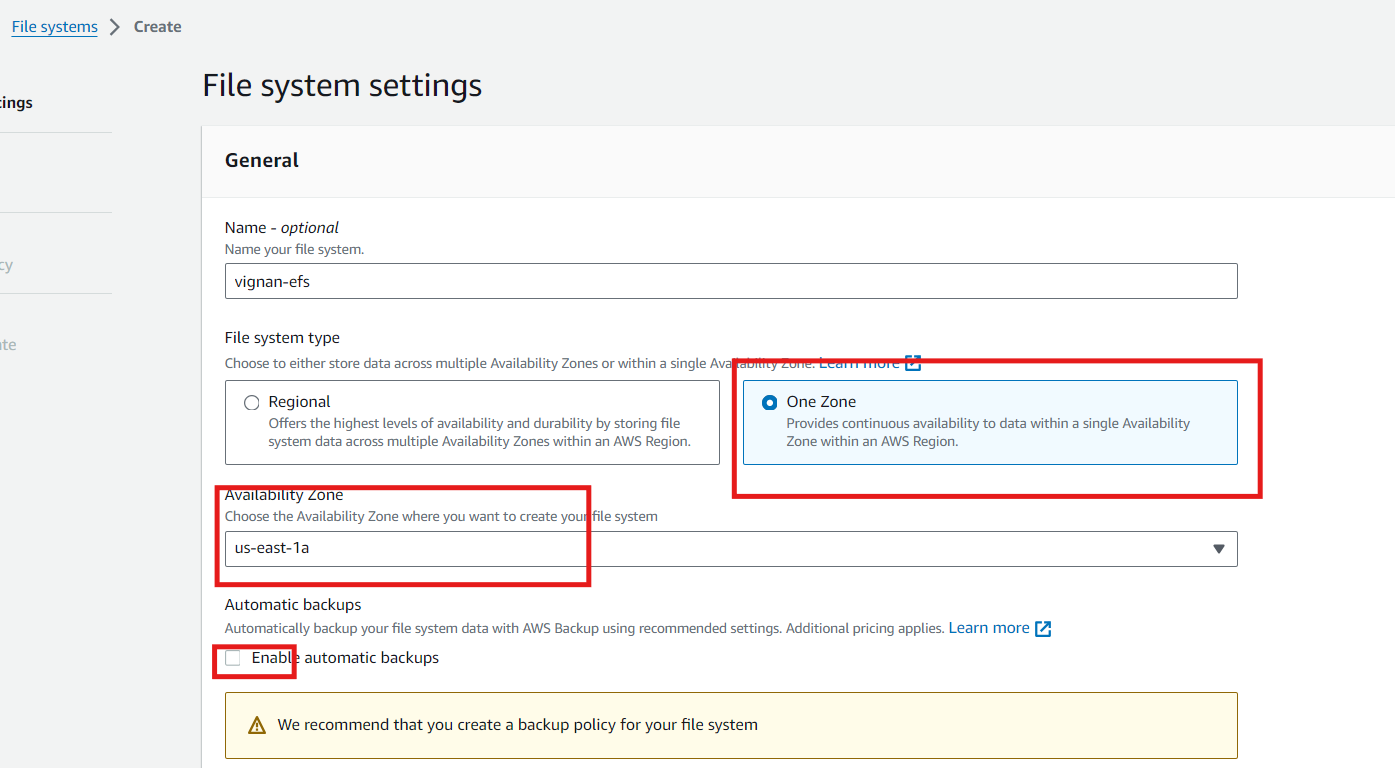 File systems > Create
File system settings
tings
General
Name - optional
Name your file system.
vignan-efs
cy
File system type
te
Choose to either store data across multiple Availability Zones or within a single Availability Zone. Learn more
Regional
Offers the highest levels of availability and durability by storing file
system data across multiple Availability Zones within an AWS Region.
One Zone
Provides continuous availability to data within a single Availability
Zone within an AWS Region.
Availability Zone
Choose the Availability Zone where you want to create your file system
us-east-1a
Automatic backups
Automatically backup your file system data with AWS Backup using recommended settings. Additional pricing applies. Learn more
Enable automatic backups
We recommend that you create a backup policy for your file system